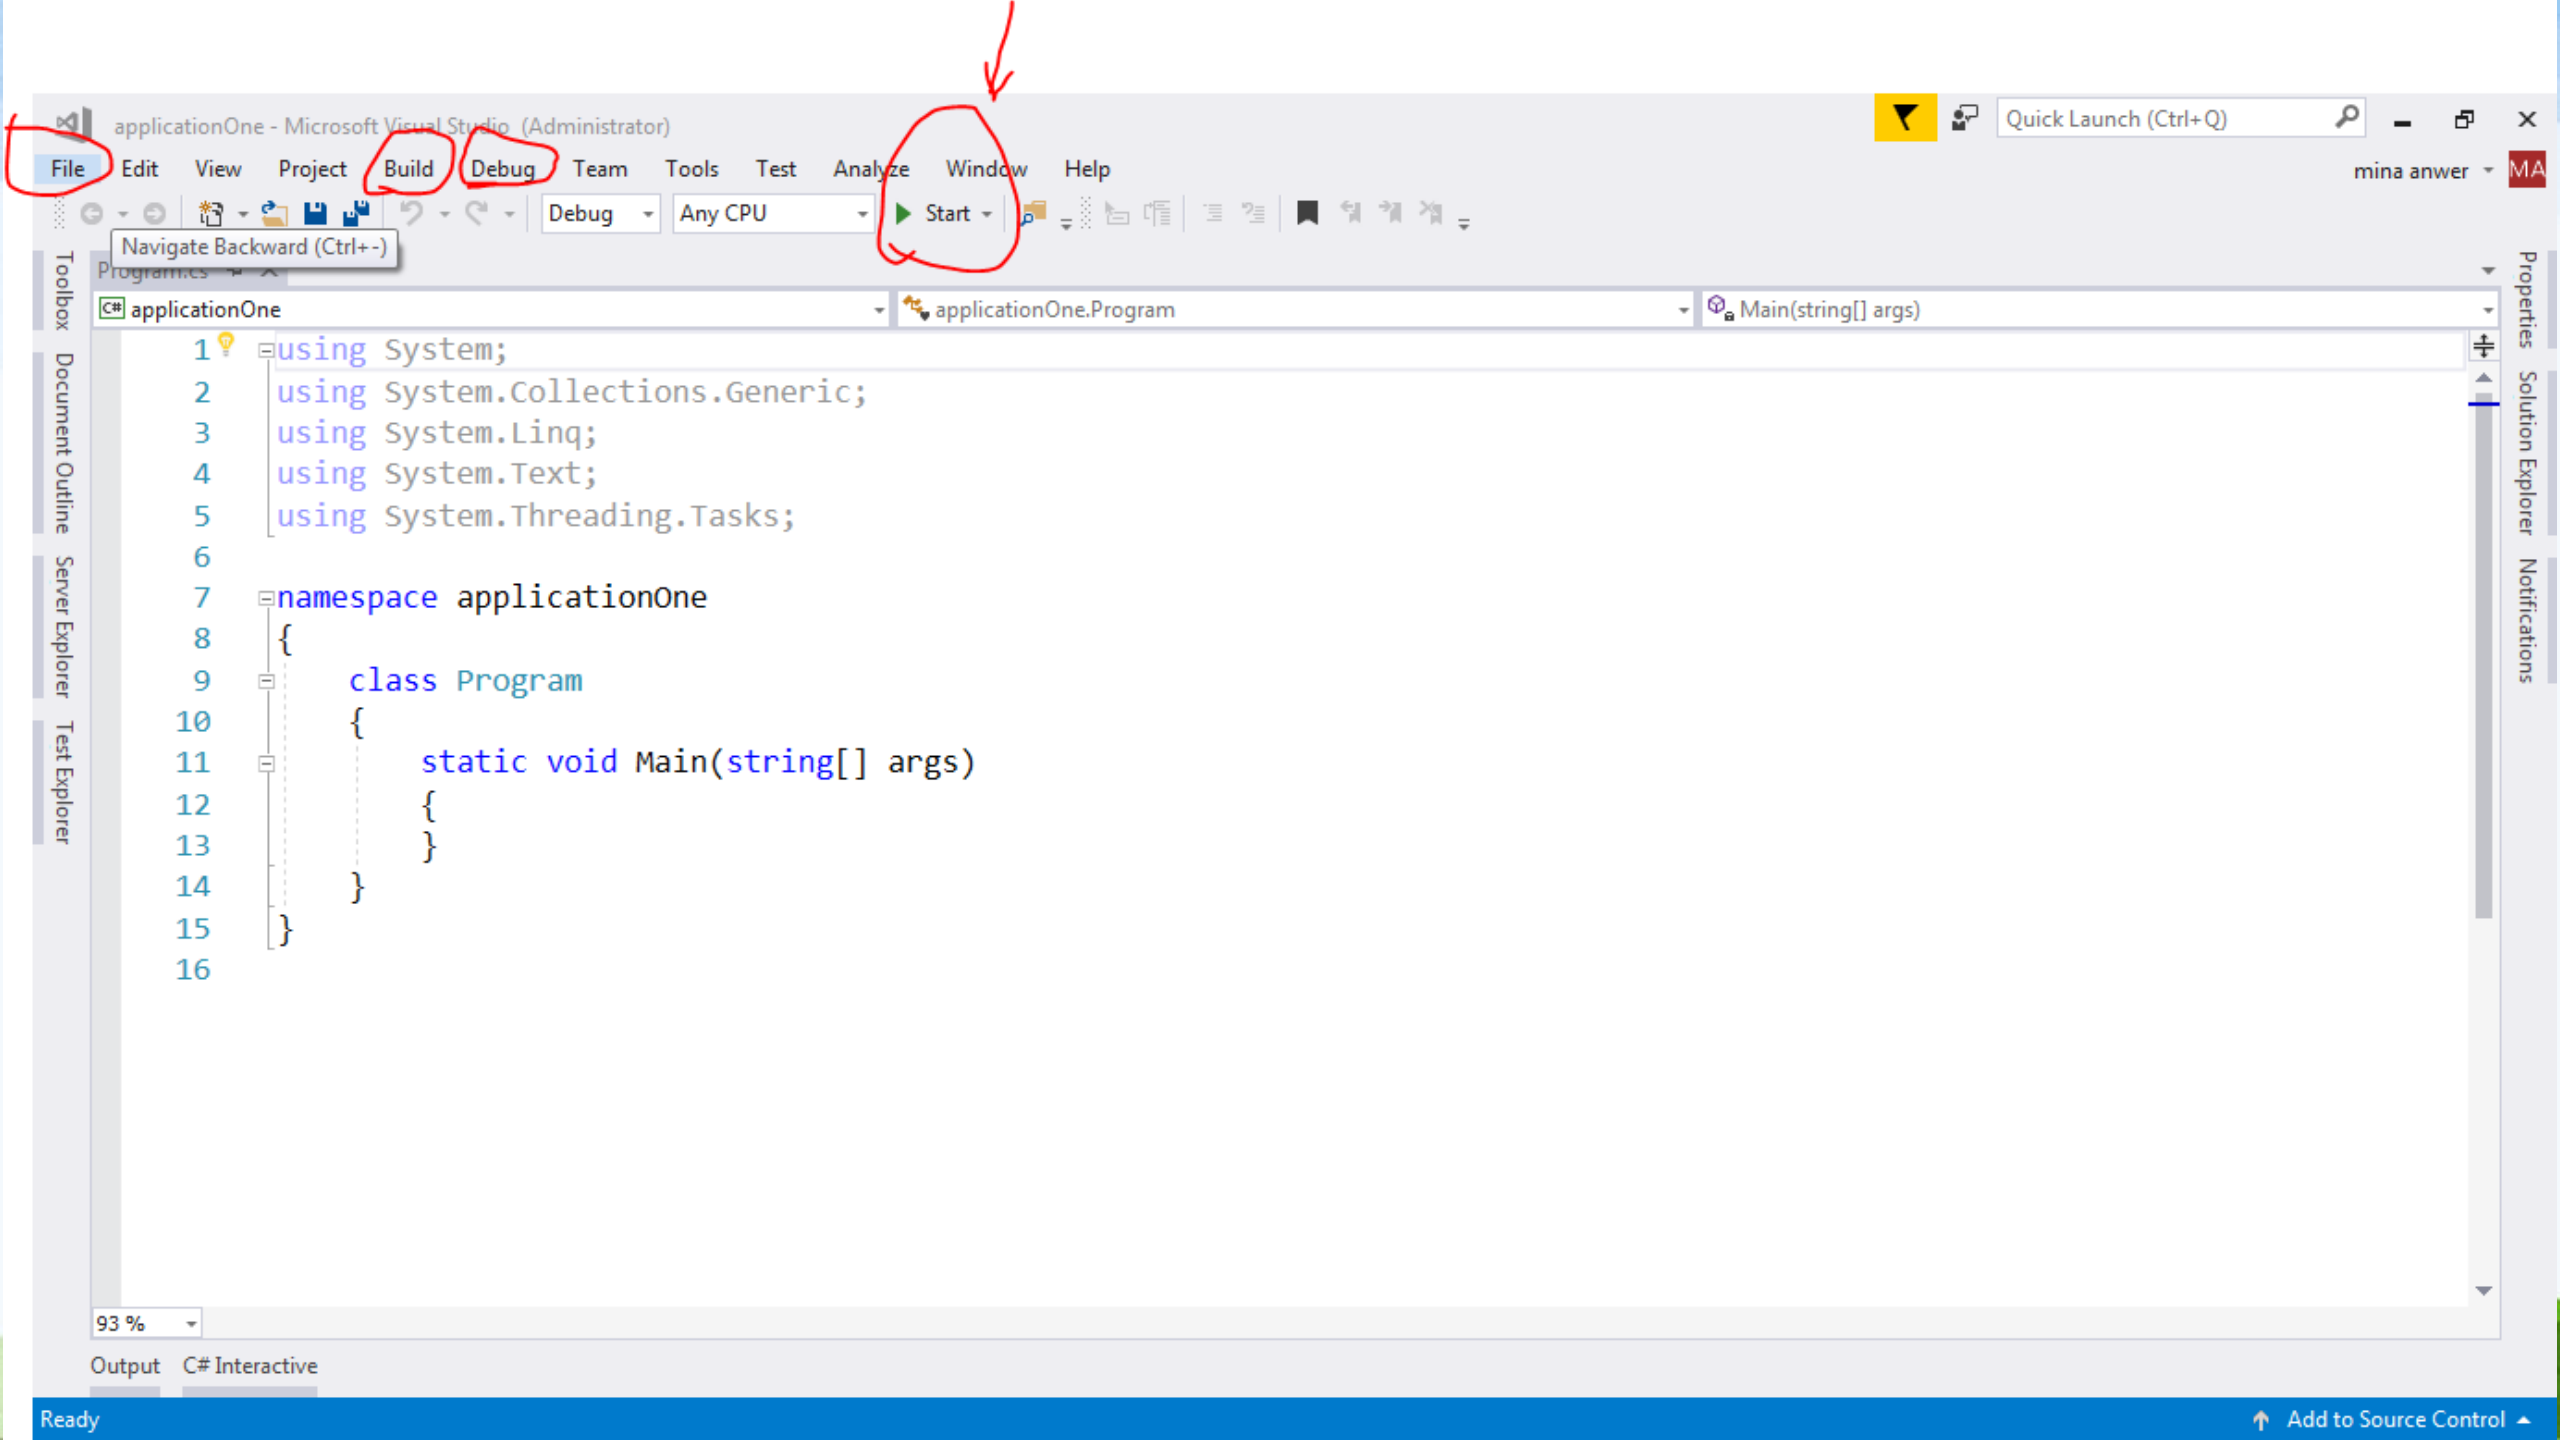 applicationOne - Microsoft Visual Studio (Administrator)
Quick Launch (Ctrl+Q)
File Edit View Project Build Debug Team Tools Test Analyze Window Help
mina anwer MA
Debug Any CPU Start
Navigate Backward (Ctrl+-)
Program.cs
C# applicationOne applicationOne.Program Main(string[] args)
Toolbox
Document Outline
Server Explorer
Test Explorer
1 using System;
2 using System.Collections.Generic;
3 using System.Linq;
4 using System.Text;
5 using System.Threading.Tasks;
6
7 namespace applicationOne
8 {
9 class Program
10 {
11 static void Main(string[] args)
12 {
13 }
14 }
15 }
16
Properties
Solution Explorer
Notifications
93 %
Output C# Interactive
Ready Add to Source Control